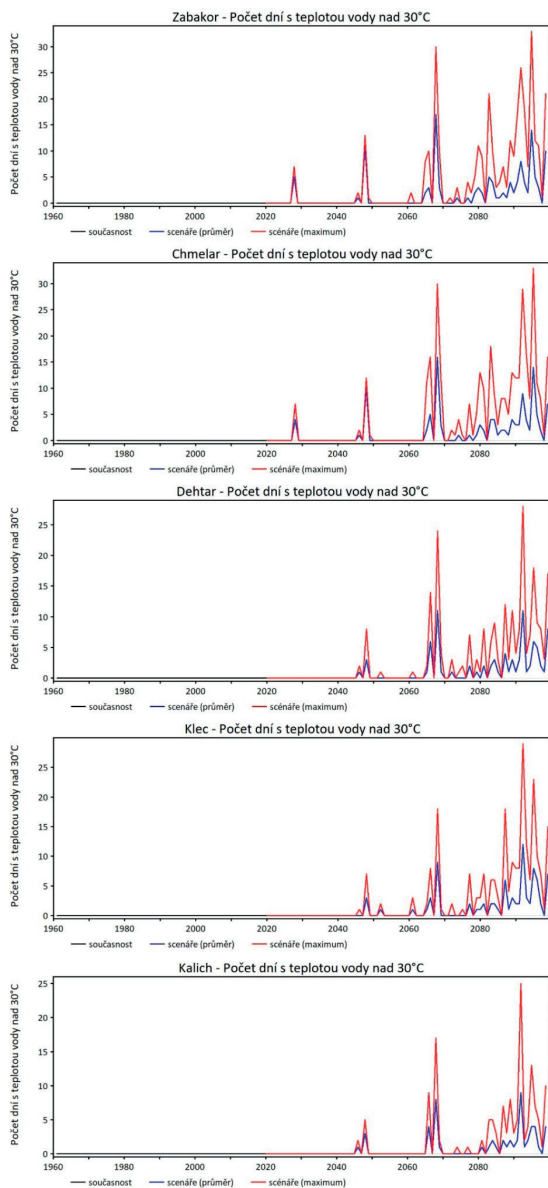 Zabakor - Počet dní s teplotou vody nad 30°C
Počet dní s teplotou vody nad 30°C
30
25
20
15
10
5
0
1960 1980 2000 2020 2040 2060 2080
současnost scénáře (průměr) scénáře (maximum)
Chmelar - Počet dní s teplotou vody nad 30°C
Počet dní s teplotou vody nad 30°C
30
25
20
15
10
5
0
1960 1980 2000 2020 2040 2060 2080
současnost scénáře (průměr) scénáře (maximum)
Dehtar - Počet dní s teplotou vody nad 30°C
Počet dní s teplotou vody nad 30°C
25
20
15
10
5
0
1960 1980 2000 2020 2040 2060 2080
současnost scénáře (průměr) scénáře (maximum)
Klec - Počet dní s teplotou vody nad 30°C
Počet dní s teplotou vody nad 30°C
25
20
15
10
5
0
1960 1980 2000 2020 2040 2060 2080
současnost scénáře (průměr) scénáře (maximum)
Kalich - Počet dní s teplotou vody nad 30°C
Počet dní s teplotou vody nad 30°C
25
20
15
10
5
0
1960 1980 2000 2020 2040 2060 2080
současnost scénáře (průměr) scénáře (maximum)